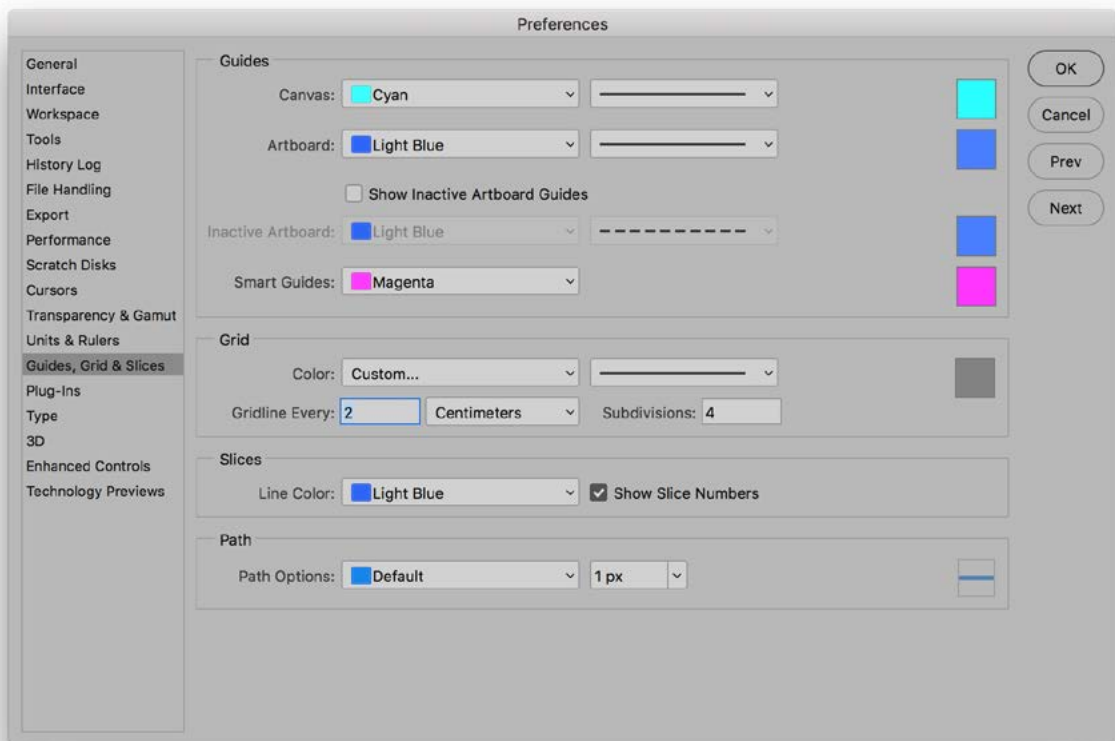 Preferences
General
Interface
Workspace
Tools
History Log
File Handling
Export
Performance
Scratch Disks
Cursors
Transparency & Gamut
Units & Rulers
Guides, Grid & Slices
Plug-Ins
Type
3D
Enhanced Controls
Technology Previews
Guides
Canvas: Cyan
Artboard: Light Blue
Show Inactive Artboard Guides
Inactive Artboard: Light Blue
Smart Guides: Magenta
Grid
Color: Custom...
Gridline Every: 2 Centimeters Subdivisions: 4
Slices
Line Color: Light Blue Show Slice Numbers
Path
Path Options: Default 1 px
OK
Cancel
Prev
Next